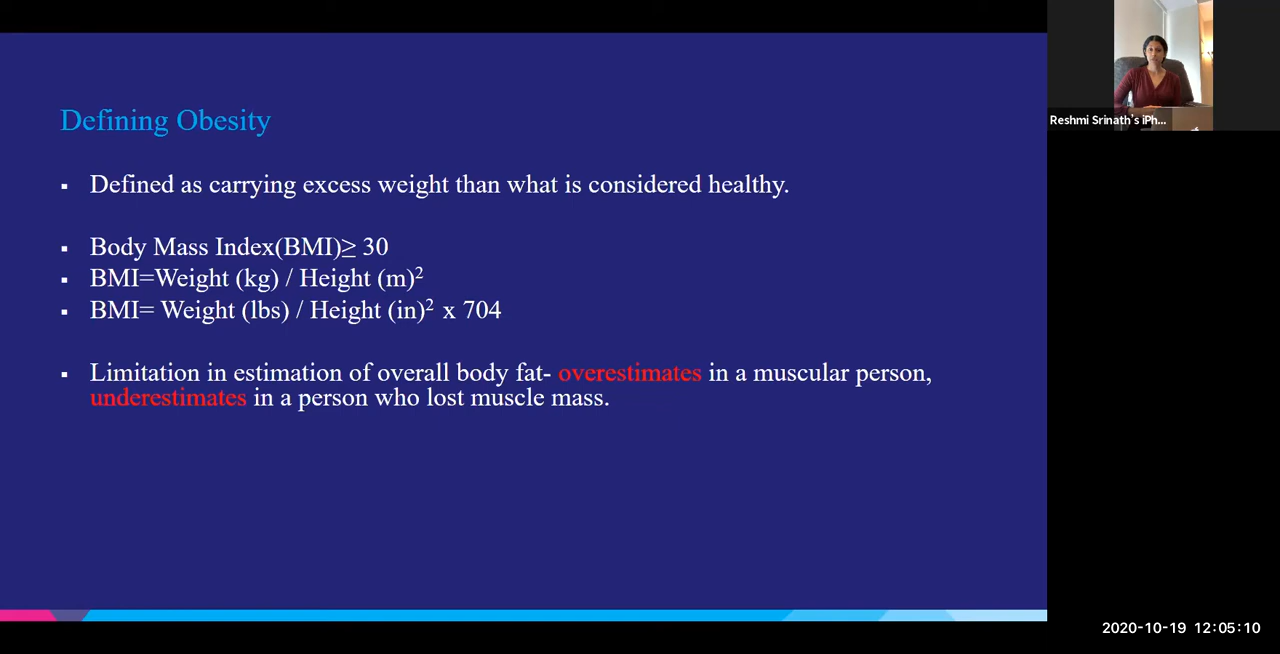 Defining Obesity
▪ Defined as carrying excess weight than what is considered healthy.
▪ Body Mass Index(BMI)≥ 30
▪ BMI=Weight (kg) / Height (m)²
▪ BMI= Weight (lbs) / Height (in)² x 704
▪ Limitation in estimation of overall body fat- overestimates in a muscular person,
underestimates in a person who lost muscle mass.
Reshmi Srinath's iPh...
2020-10-19 12:05:10